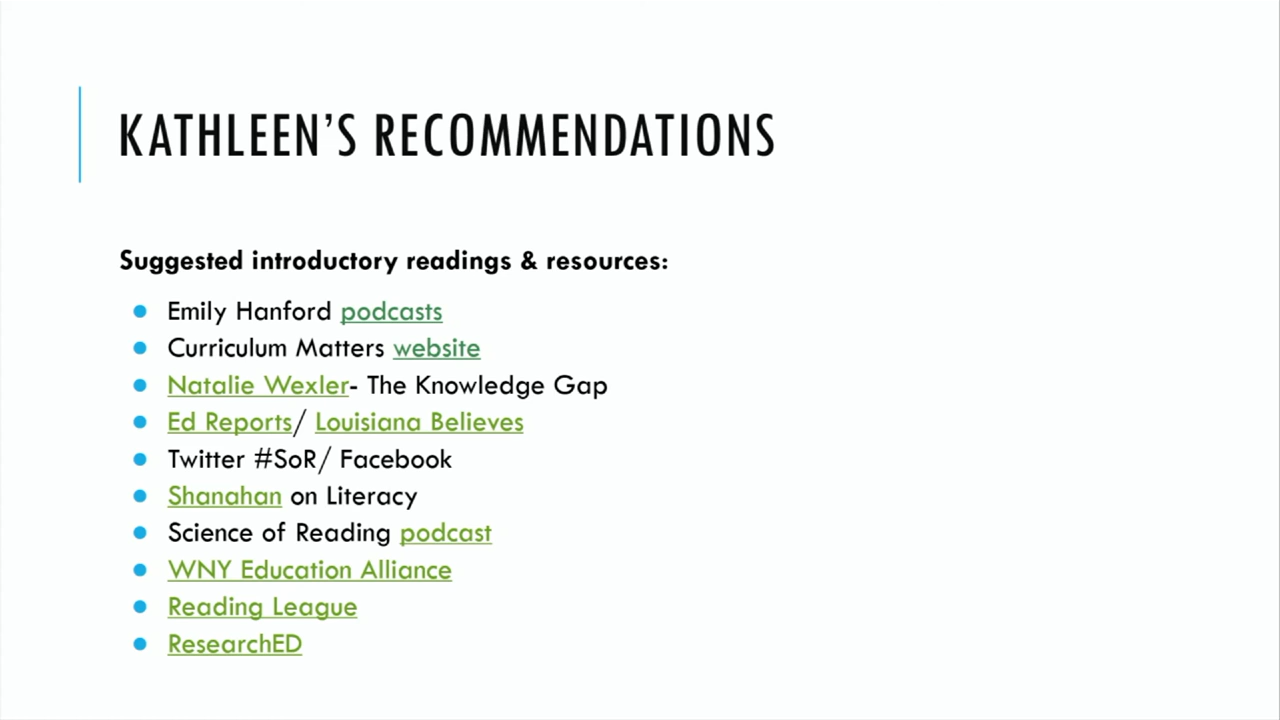 KATHLEEN'S RECOMMENDATIONS
Suggested introductory readings & resources:
Emily Hanford podcasts
Curriculum Matters website
Natalie Wexler- The Knowledge Gap
Ed Reports/ Louisiana Believes
Twitter #SoR/ Facebook
Shanahan on Literacy
Science of Reading podcast
WNY Education Alliance
Reading League
ResearchED